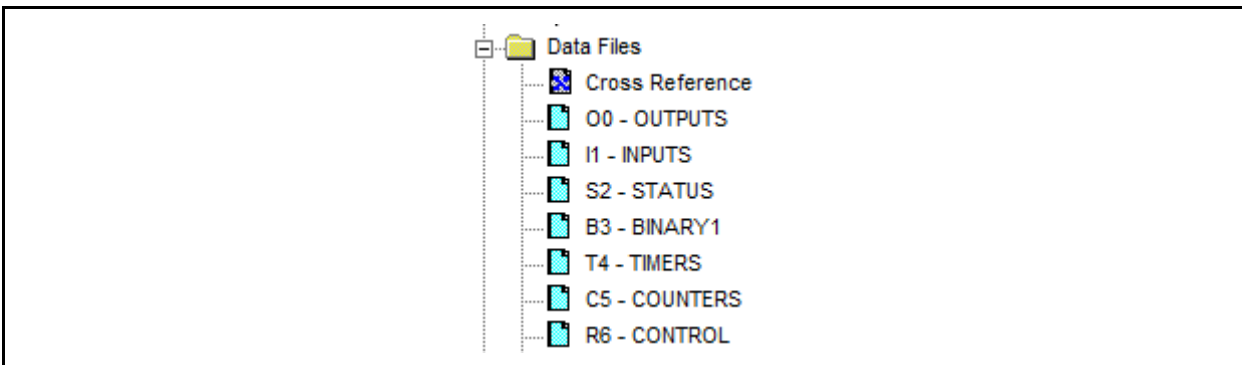 Data Files
Cross Reference
O0 - OUTPUTS
I1 - INPUTS
S2 - STATUS
B3 - BINARY1
T4 - TIMERS
C5 - COUNTERS
R6 - CONTROL